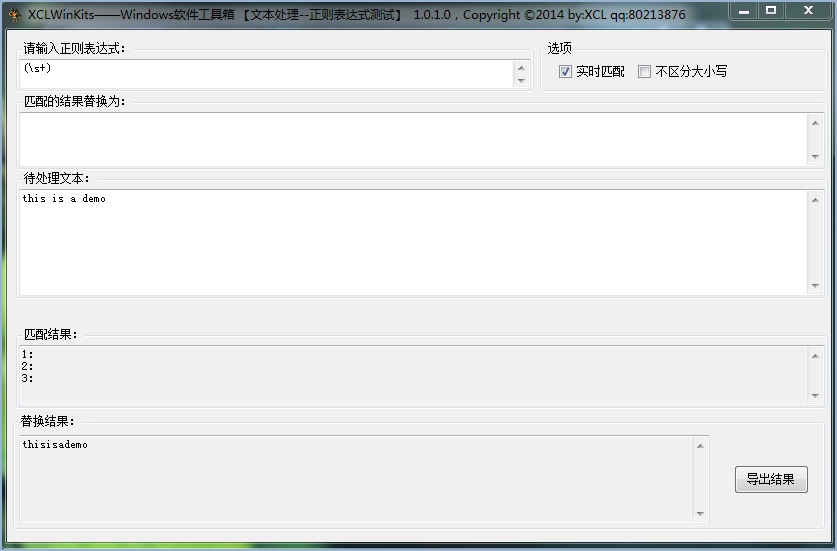 XCLWinKits——Windows软件工具箱 【文本处理--正则表达式测试】 1.0.1.0，Copyright ©2014 by:XCL qq:80213876
请输入正则表达式：
(\s+)
选项
实时匹配 不区分大小写
匹配的结果替换为：
待处理文本：
this is a demo
匹配结果：
1:
2:
3:
替换结果：
thisisademo
导出结果